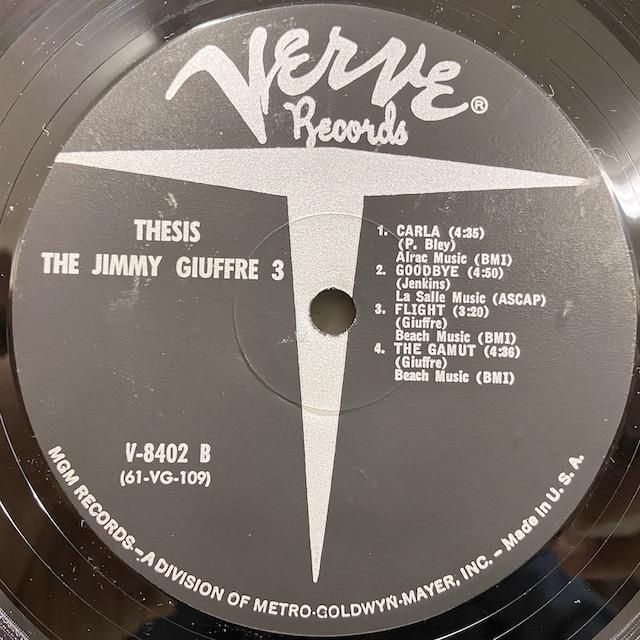 VERVE®
Records
THESIS
THE JIMMY GIUFFRE 3
1. CARLA (4:35)
(P. Bley)
Alrac Music (BMI)
2. GOODBYE (4:50)
(Jenkins)
La Salle Music (ASCAP)
3. FLIGHT (3:20)
(Giuffre)
Beach Music (BMI)
4. THE GAMUT (4:36)
(Giuffre)
Beach Music (BMI)
V-8402 B
(61-VG-109)
MGM RECORDS—A DIVISION OF METRO-GOLDWYN-MAYER, INC. – Made in U. S. A.